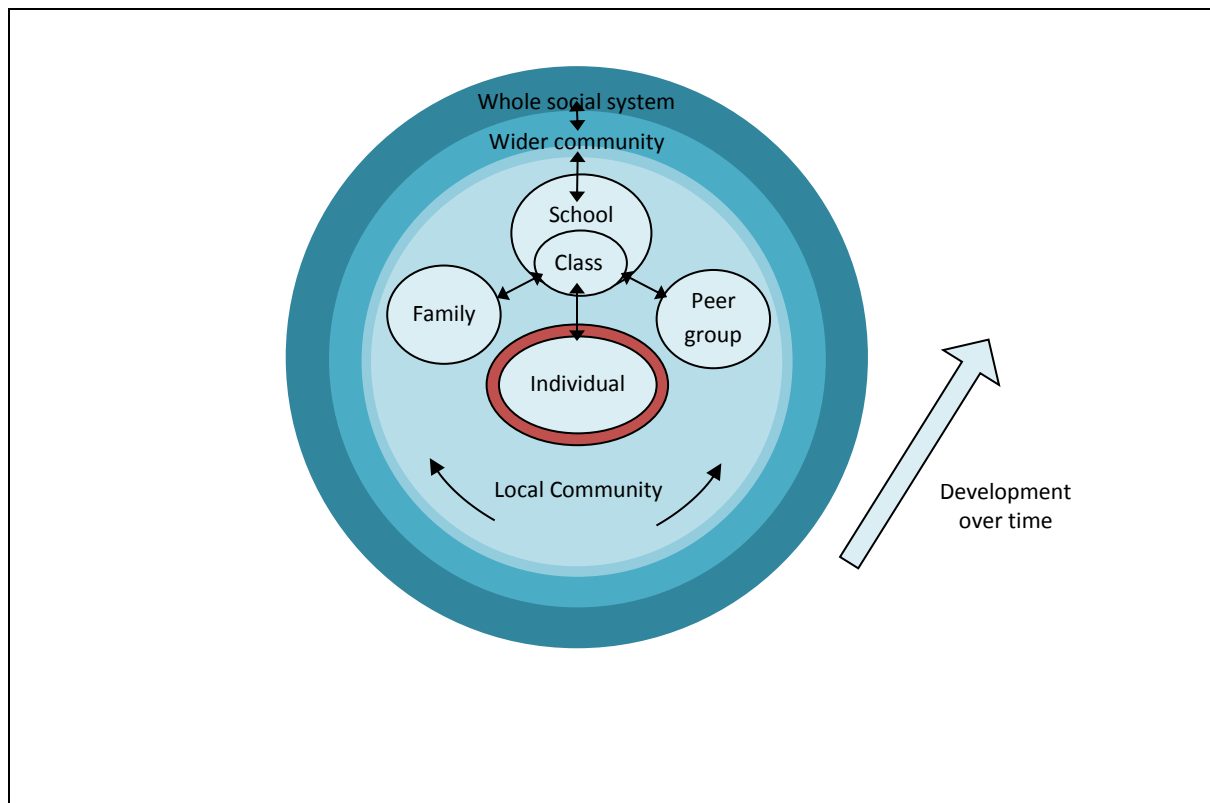 Whole social system
Wider community
School
Class
Family
Peer
group
Individual
Local Community
Development
over time